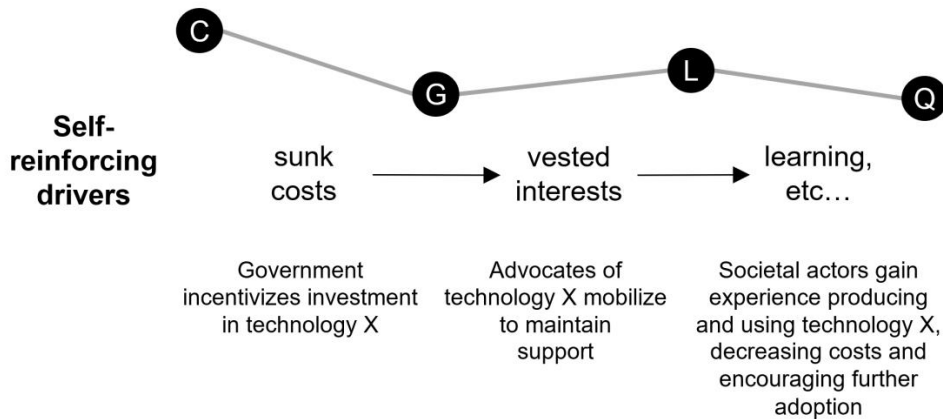 C
G
L
Q
Self-
reinforcing
drivers
sunk
costs
vested
interests
learning,
etc…
Government
incentivizes investment
in technology X
Advocates of
technology X mobilize
to maintain
support
Societal actors gain
experience producing
and using technology X,
decreasing costs and
encouraging further
adoption